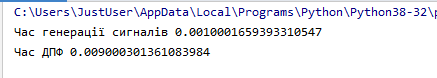 C:\Users\JustUser\AppData\Local\Programs\Python\Python38-32\
Час генерації сигналів 0.0010001659393310547
Час ДПФ 0.009000301361083984